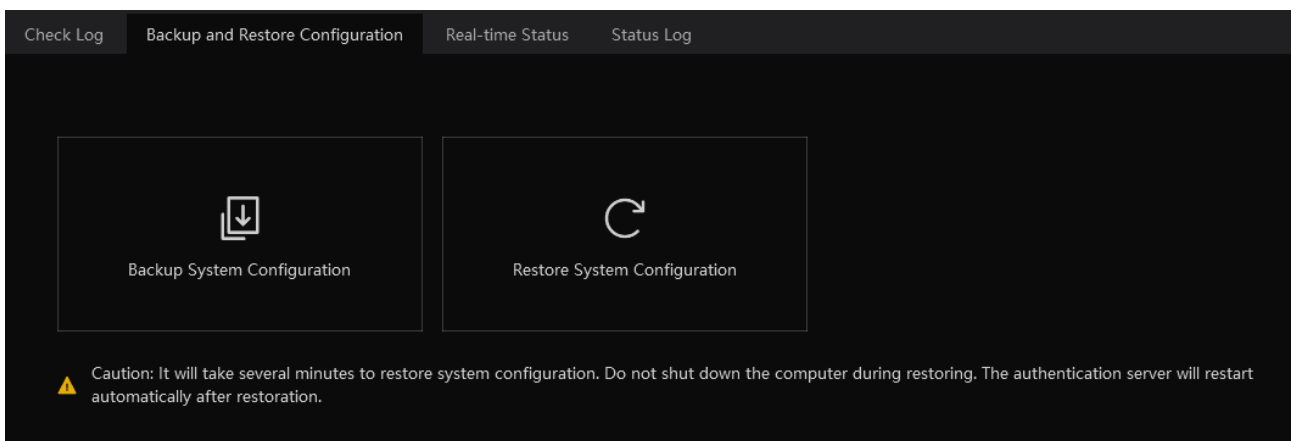 Check Log Backup and Restore Configuration Real-time Status Status Log
Backup System Configuration Restore System Configuration
Caution: It will take several minutes to restore system configuration. Do not shut down the computer during restoring. The authentication server will restart
automatically after restoration.